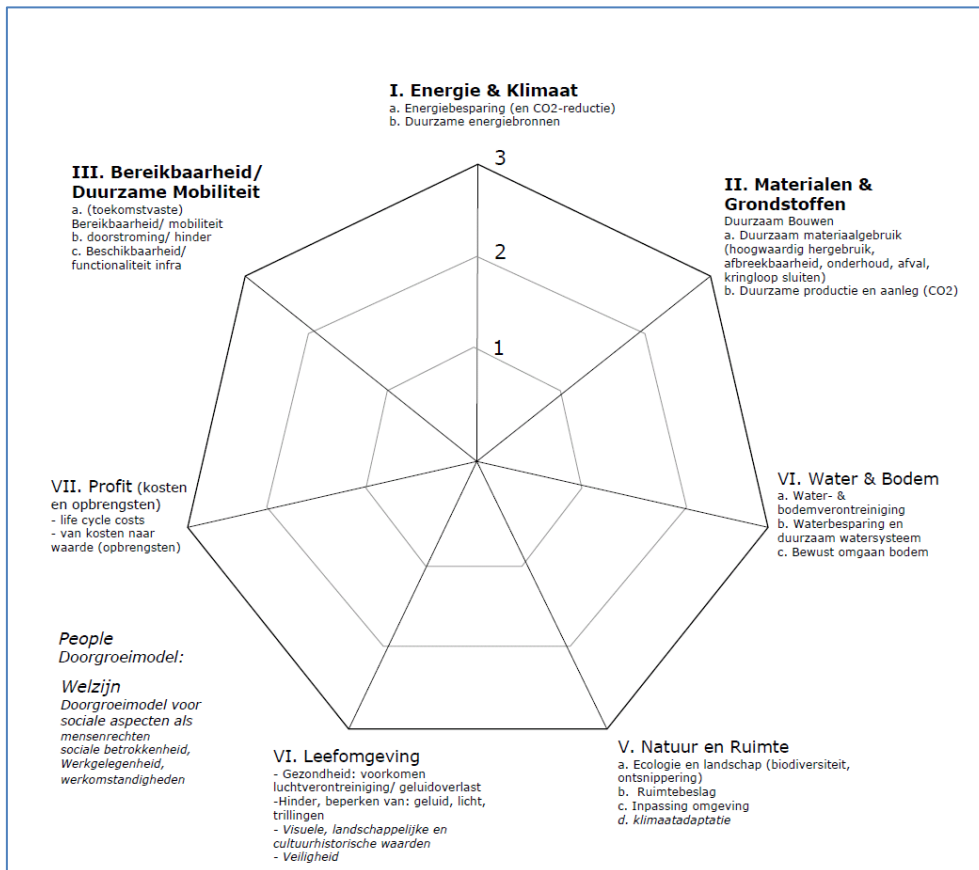 I. Energie & Klimaat
a. Energiebesparing (en CO2-reductie)
b. Duurzame energiebronnen
3
2
1
III. Bereikbaarheid/
Duurzame Mobiliteit
a. (toekomstvaste)
Bereikbaarheid/ mobiliteit
b. doorstroming/ hinder
c. Beschikbaarheid/
functionaliteit infra
II. Materialen &
Grondstoffen
Duurzaam Bouwen
a. Duurzaam materiaalgebruik
(hoogwaardig hergebruik,
afbreekbaarheid, onderhoud, afval,
kringloop sluiten)
b. Duurzame productie en aanleg (CO2)
VII. Profit (kosten
en opbrengsten)
- life cycle costs
- van kosten naar
waarde (opbrengsten)
VI. Water & Bodem
a. Water- &
bodemverontreiniging
b. Waterbesparing en
duurzaam watersysteem
c. Bewust omgaan bodem
People
Doorgroeimodel:
Welzijn
Doorgroeimodel voor
sociale aspecten als
mensenrechten
sociale betrokkenheid,
Werkgelegenheid,
werkomstandigheden
VI. Leefomgeving
- Gezondheid: voorkomen
luchtverontreiniging/ geluidoverlast
-Hinder, beperken van: geluid, licht,
trillingen
- Visuele, landschappelijke en
cultuurhistorische waarden
- Veiligheid
V. Natuur en Ruimte
a. Ecologie en landschap (biodiversiteit,
ontsnippering)
b. Ruimtebeslag
c. Inpassing omgeving
d. klimaatadaptatie